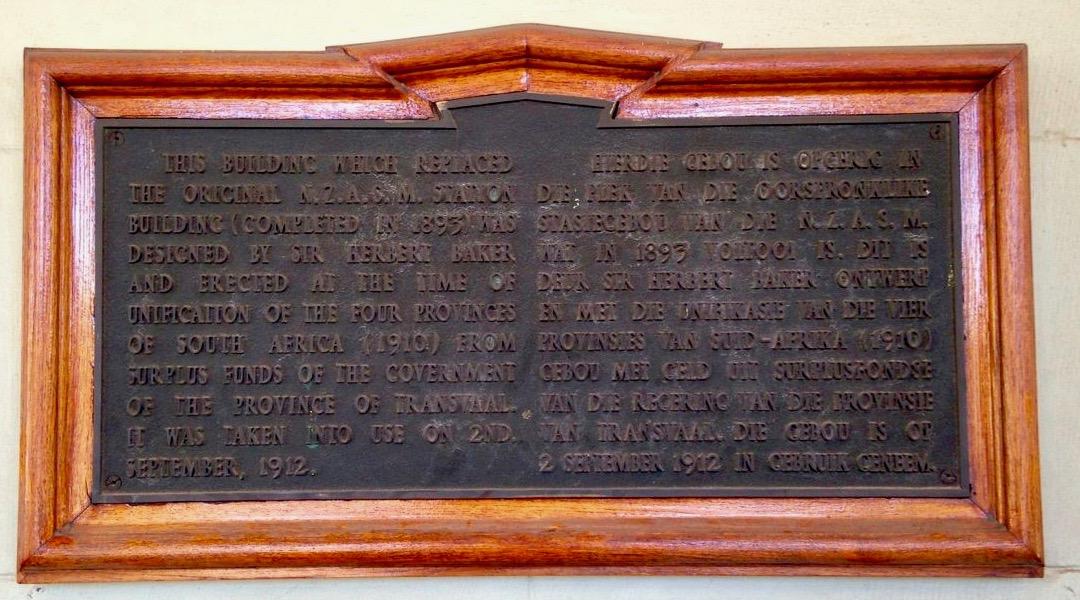 THIS BUILDING WHICH REPLACED
THE ORIGINAL N.Z.A.S.M. STATION
BUILDING (COMPLETED IN 1893) WAS
DESIGNED BY SIR HERBERT BAKER
AND ERECTED AT THE TIME OF
UNIFICATION OF THE FOUR PROVINCES
OF SOUTH AFRICA (1910) FROM
SURPLUS FUNDS OF THE GOVERNMENT
OF THE PROVINCE OF TRANSVAAL.
IT WAS TAKEN INTO USE ON 2ND.
SEPTEMBER, 1912.
HIERDIE GEBOU IS OPGERIG IN
DIE PLEK VAN DIE OORSPRONKLIKE
STASIEGEBOU VAN DIE N.Z.A.S.M.
WAT IN 1893 VOLTOOI IS. DIT IS
DEUR SIR HERBERT BAKER ONTWERP
EN MET DIE UNIFIKASIE VAN DIE VIER
PROVINSIES VAN SUID-AFRIKA (1910)
GEBOU MET GELD UIT SURPLUSFONDSE
VAN DIE REGERING VAN DIE PROVINSIE
VAN TRANSVAAL. DIE GEBOU IS OP
2 SEPTEMBER 1912 IN GEBRUIK GENEEM.